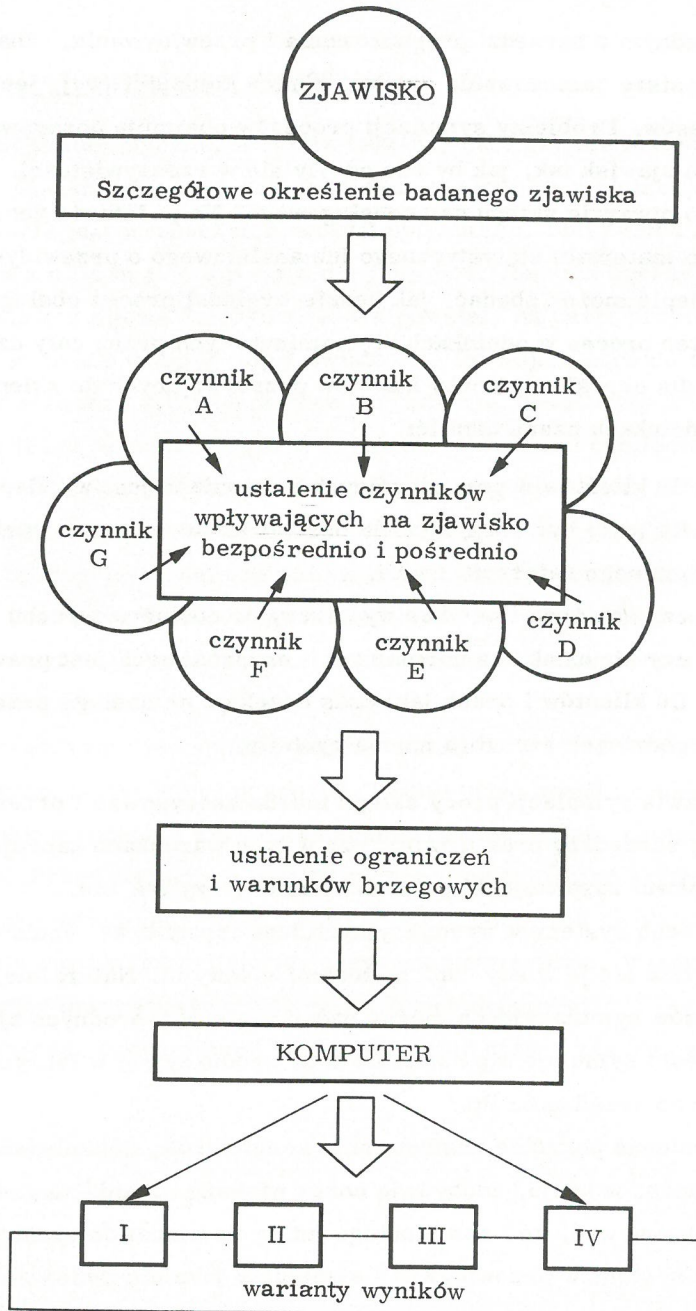 ZJAWISKO
Szczegółowe określenie badanego zjawiska
czynnik
A
czynnik
B
czynnik
C
ustalenie czynników
wpływających na zjawisko
bezpośrednio i pośrednio
czynnik
G
czynnik
D
czynnik
F
czynnik
E
ustalenie ograniczeń
i warunków brzegowych
KOMPUTER
I
II
III
IV
warianty wyników